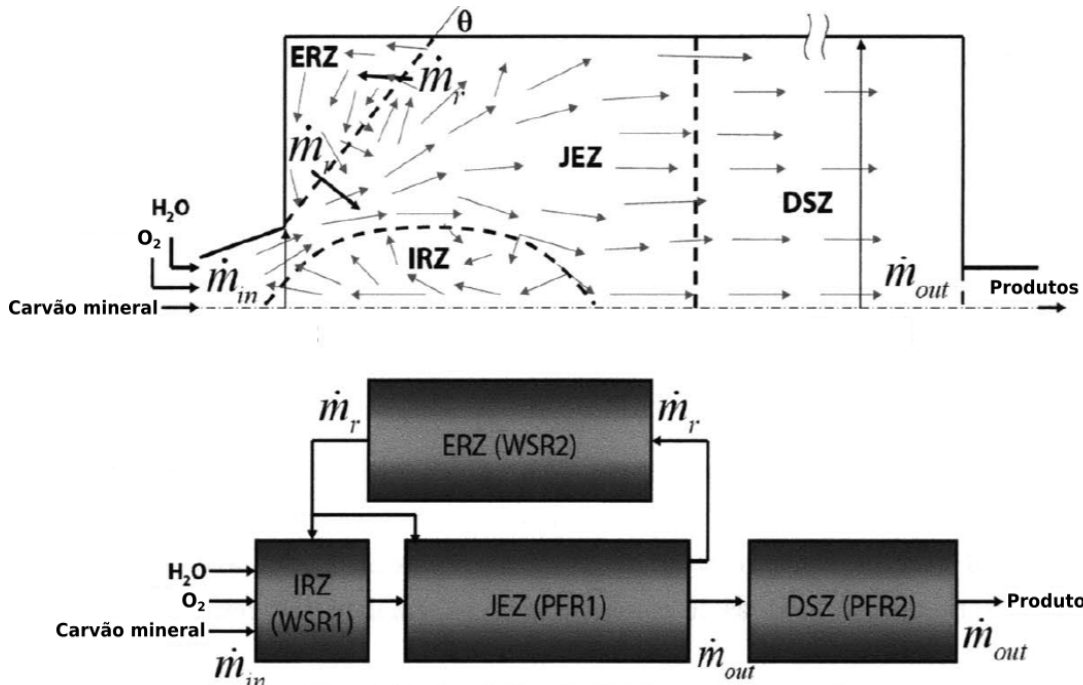 θ
ERZ
ṁr
ṁr
JEZ
H₂O
O₂
DSZ
IRZ
ṁin
ṁout
Carvão mineral
Produtos
ṁr
ṁr
ERZ (WSR2)
H₂O
IRZ
O₂
(WSR1)
JEZ (PFR1)
DSZ (PFR2)
Produto
Carvão mineral
ṁin
ṁout
ṁout